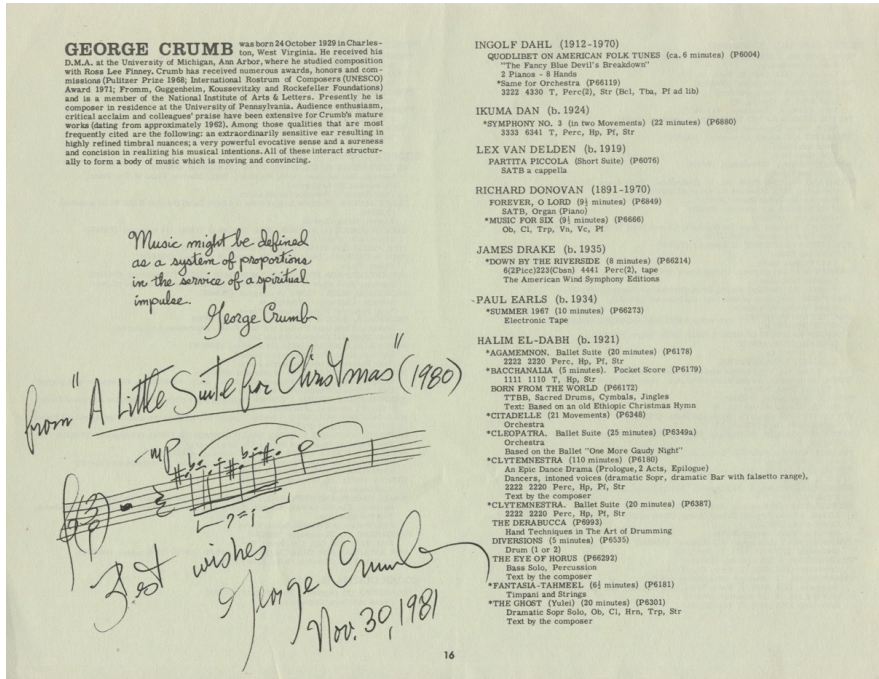 GEORGE CRUMB was born 24 October 1929 in Charles-
ton, West Virginia. He received his
D.M.A. at the University of Michigan, Ann Arbor, where he studied composition
with Ross Lee Finney. Crumb has received numerous awards, honors and com-
missions (Pulitzer Prize 1968; International Rostrum of Composers (UNESCO)
Award 1971; Fromm, Guggenheim, Koussevitzky and Rockefeller Foundations)
and is a member of the National Institute of Arts & Letters. Presently he is
composer in residence at the University of Pennsylvania. Audience enthusiasm,
critical acclaim and colleagues' praise have been extensive for Crumb's mature
works (dating from approximately 1962). Among those qualities that are most
frequently cited are the following: an extraordinarily sensitive ear resulting in
highly refined timbral nuances; a very powerful evocative sense and a sureness
and concision in realizing his musical intentions. All of these interact structur-
ally to form a body of music which is moving and convincing.
Music might be defined
as a system of proportions
in the service of a spiritual
impulse.
George Crumb
from "A Little Suite for Christmas" (1980)
mp
3
2
7=
Best wishes
George Crumb
Nov. 30, 1981
INGOLF DAHL (1912-1970)
QUODLIBET ON AMERICAN FOLK TUNES (ca. 6 minutes) (P6004)
"The Fancy Blue Devil's Breakdown"
2 Pianos - 8 Hands
*Same for Orchestra (P66119)
3222 4330 T, Perc(2), Str (Bcl, Tba, Pf ad lib)
IKUMA DAN (b. 1924)
*SYMPHONY NO. 3 (in two Movements) (22 minutes) (P6880)
3333 6341 T, Perc, Hp, Pf, Str
LEX VAN DELDEN (b. 1919)
PARTITA PICCOLA (Short Suite) (P6076)
SATB a cappella
RICHARD DONOVAN (1891-1970)
FOREVER, O LORD (9½ minutes) (P6849)
SATB, Organ (Piano)
*MUSIC FOR SIX (9½ minutes) (P6666)
Ob, Cl, Trp, Vn, Vc, Pf
JAMES DRAKE (b. 1935)
*DOWN BY THE RIVERSIDE (8 minutes) (P66214)
6(2Picc)223(Cbsn) 4441 Perc(2), tape
The American Wind Symphony Editions
PAUL EARLS (b. 1934)
*SUMMER 1967 (10 minutes) (P66273)
Electronic Tape
HALIM EL-DABH (b. 1921)
*AGAMEMNON. Ballet Suite (20 minutes) (P6178)
2222 2220 Perc, Hp, Pf, Str
*BACCHANALIA (5 minutes). Pocket Score (P6179)
1111 1110 T, Hp, Str
BORN FROM THE WORLD (P66172)
TTBB, Sacred Drums, Cymbals, Jingles
Text: Based on an old Ethiopic Christmas Hymn
*CITADELLE (21 Movements) (P6348)
Orchestra
*CLEOPATRA. Ballet Suite (25 minutes) (P6349a)
Orchestra
Based on the Ballet "One More Gaudy Night"
*CLYTEMNESTRA (110 minutes) (P6180)
An Epic Dance Drama (Prologue, 2 Acts, Epilogue)
Dancers, intoned voices (dramatic Sopr, dramatic Bar with falsetto range),
2222 2220 Perc, Hp, Pf, Str
Text by the composer
*CLYTEMNESTRA. Ballet Suite (20 minutes) (P6387)
2222 2220 Perc, Hp, Pf, Str
THE DERABUCCA (P6993)
Hand Techniques in The Art of Drumming
DIVERSIONS (5 minutes) (P6535)
Drum (1 or 2)
THE EYE OF HORUS (P66292)
Bass Solo, Percussion
Text by the composer
*FANTASIA-TAHMEEL (6½ minutes) (P6181)
Timpani and Strings
*THE GHOST (Yulei) (20 minutes) (P6301)
Dramatic Sopr Solo, Ob, Cl, Hrn, Trp, Str
Text by the composer
16